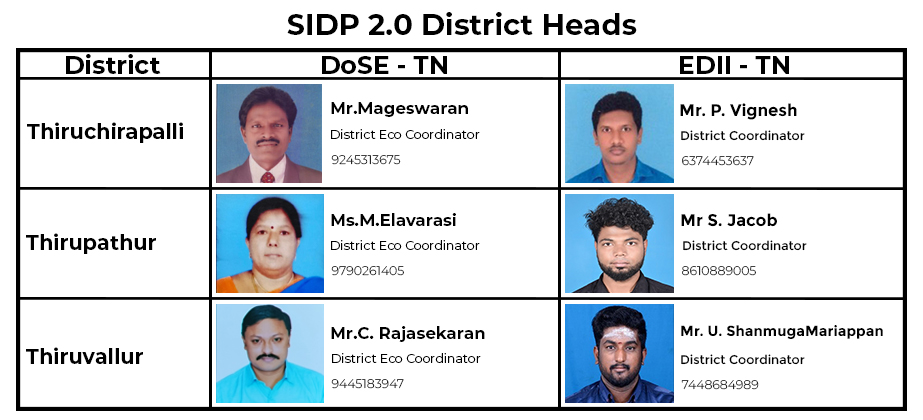 SIDP 2.0 District Heads
District
DoSE - TN
EDII - TN
Thiruchirapalli
Mr.Mageswaran
District Eco Coordinator
9245313675
Mr. P. Vignesh
District Coordinator
6374453637
Thirupathur
Ms.M.Elavarasi
District Eco Coordinator
9790261405
Mr S. Jacob
District Coordinator
8610889005
Thiruvallur
Mr.C. Rajasekaran
District Eco Coordinator
9445183947
Mr. U. ShanmugaMariappan
District Coordinator
7448684989